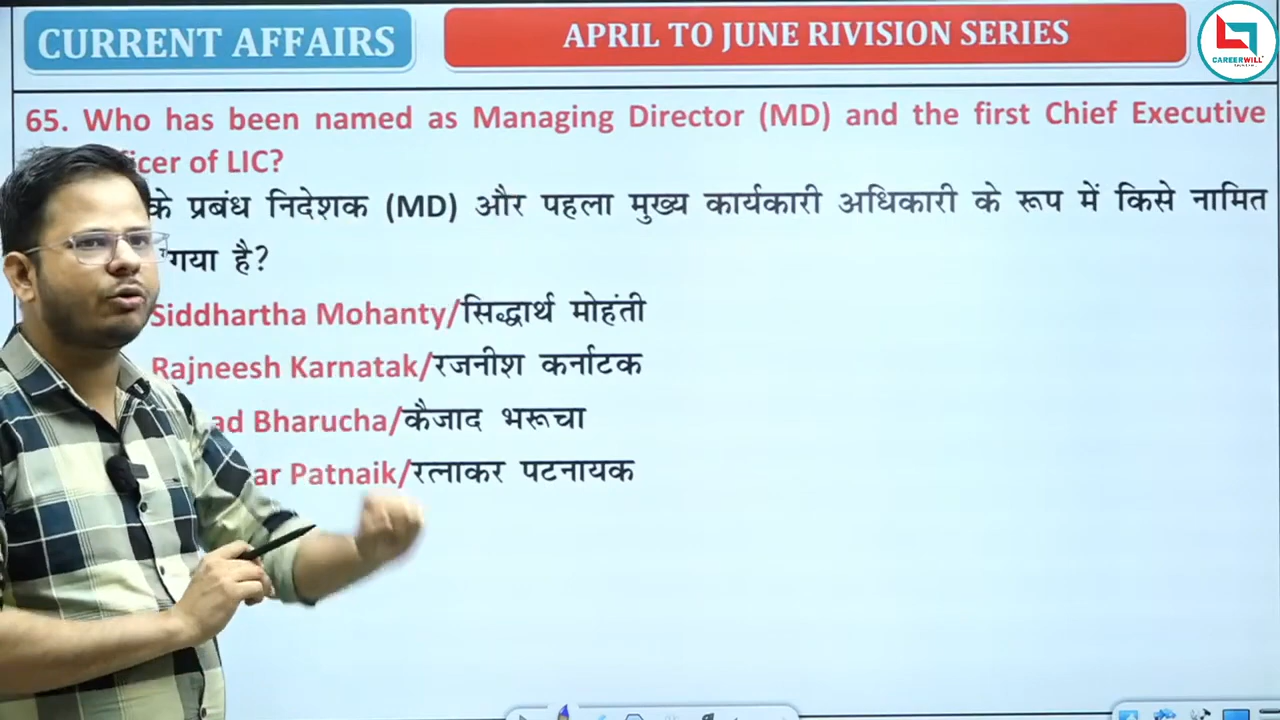 CURRENT AFFAIRS
APRIL TO JUNE RIVISION SERIES
CAREERWILL
65. Who has been named as Managing Director (MD) and the first Chief Executive
of LIC?
के प्रबंध निदेशक (MD) और पहला मुख्य कार्यकारी अधिकारी के रूप में किसे नामित
गया है?
Siddhartha Mohanty/सिद्धार्थ मोहंती
Rajneesh Karnatak/रजनीश कर्नाटक
ad Bharucha/कैजाद भरूचा
ar Patnaik/रत्नाकर पटनायक